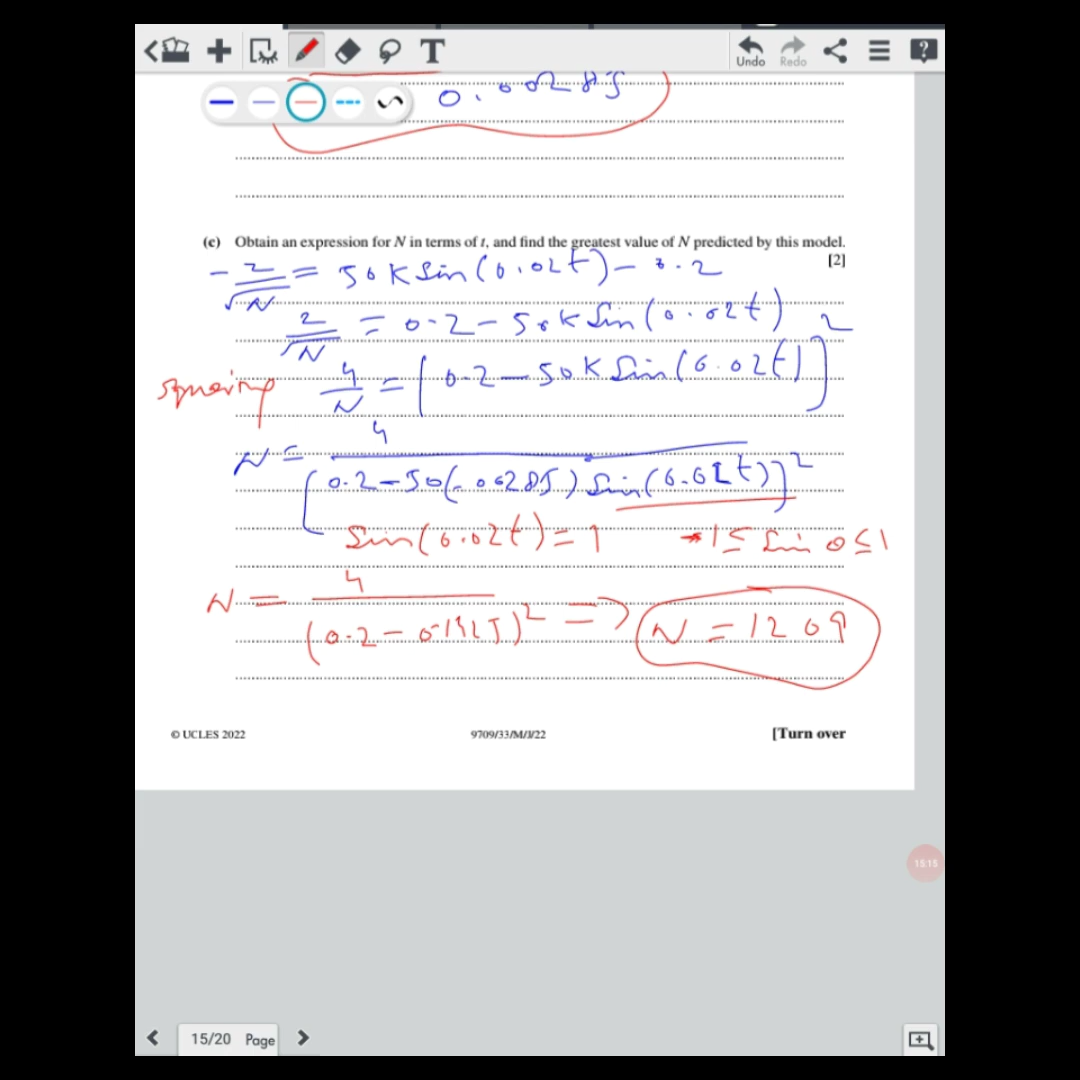 T
Undo
Redo
0.00285
(c) Obtain an expression for N in terms of t, and find the greatest value of N predicted by this model.
[2]
- 2/√N = 50K Sin(0.02t) - 0.2
2/√N = 0.2 - 50K Sin(0.02t)
squaring 4/N = [0.2 - 50K Sin(0.02t)]²
N = 4/[0.2 - 50(.00285) Sin(0.02t)]²
Sin(0.02t) = 1 -1 ≤ Sin θ ≤ 1
N = 4/(0.2 - 0.1425)² => N = 1209
© UCLES 2022
9709/33/M/J/22
[Turn over
15:15
15/20 Page